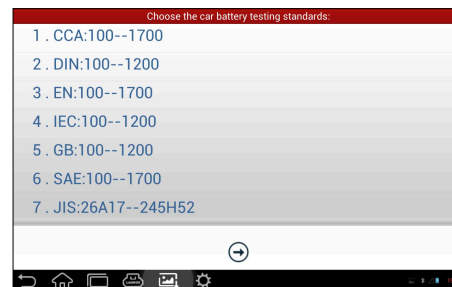 Choose the car battery testing standards:
1 . CCA:100--1700
2 . DIN:100--1200
3 . EN:100--1700
4 . IEC:100--1200
5 . GB:100--1200
6 . SAE:100--1700
7 . JIS:26A17--245H52